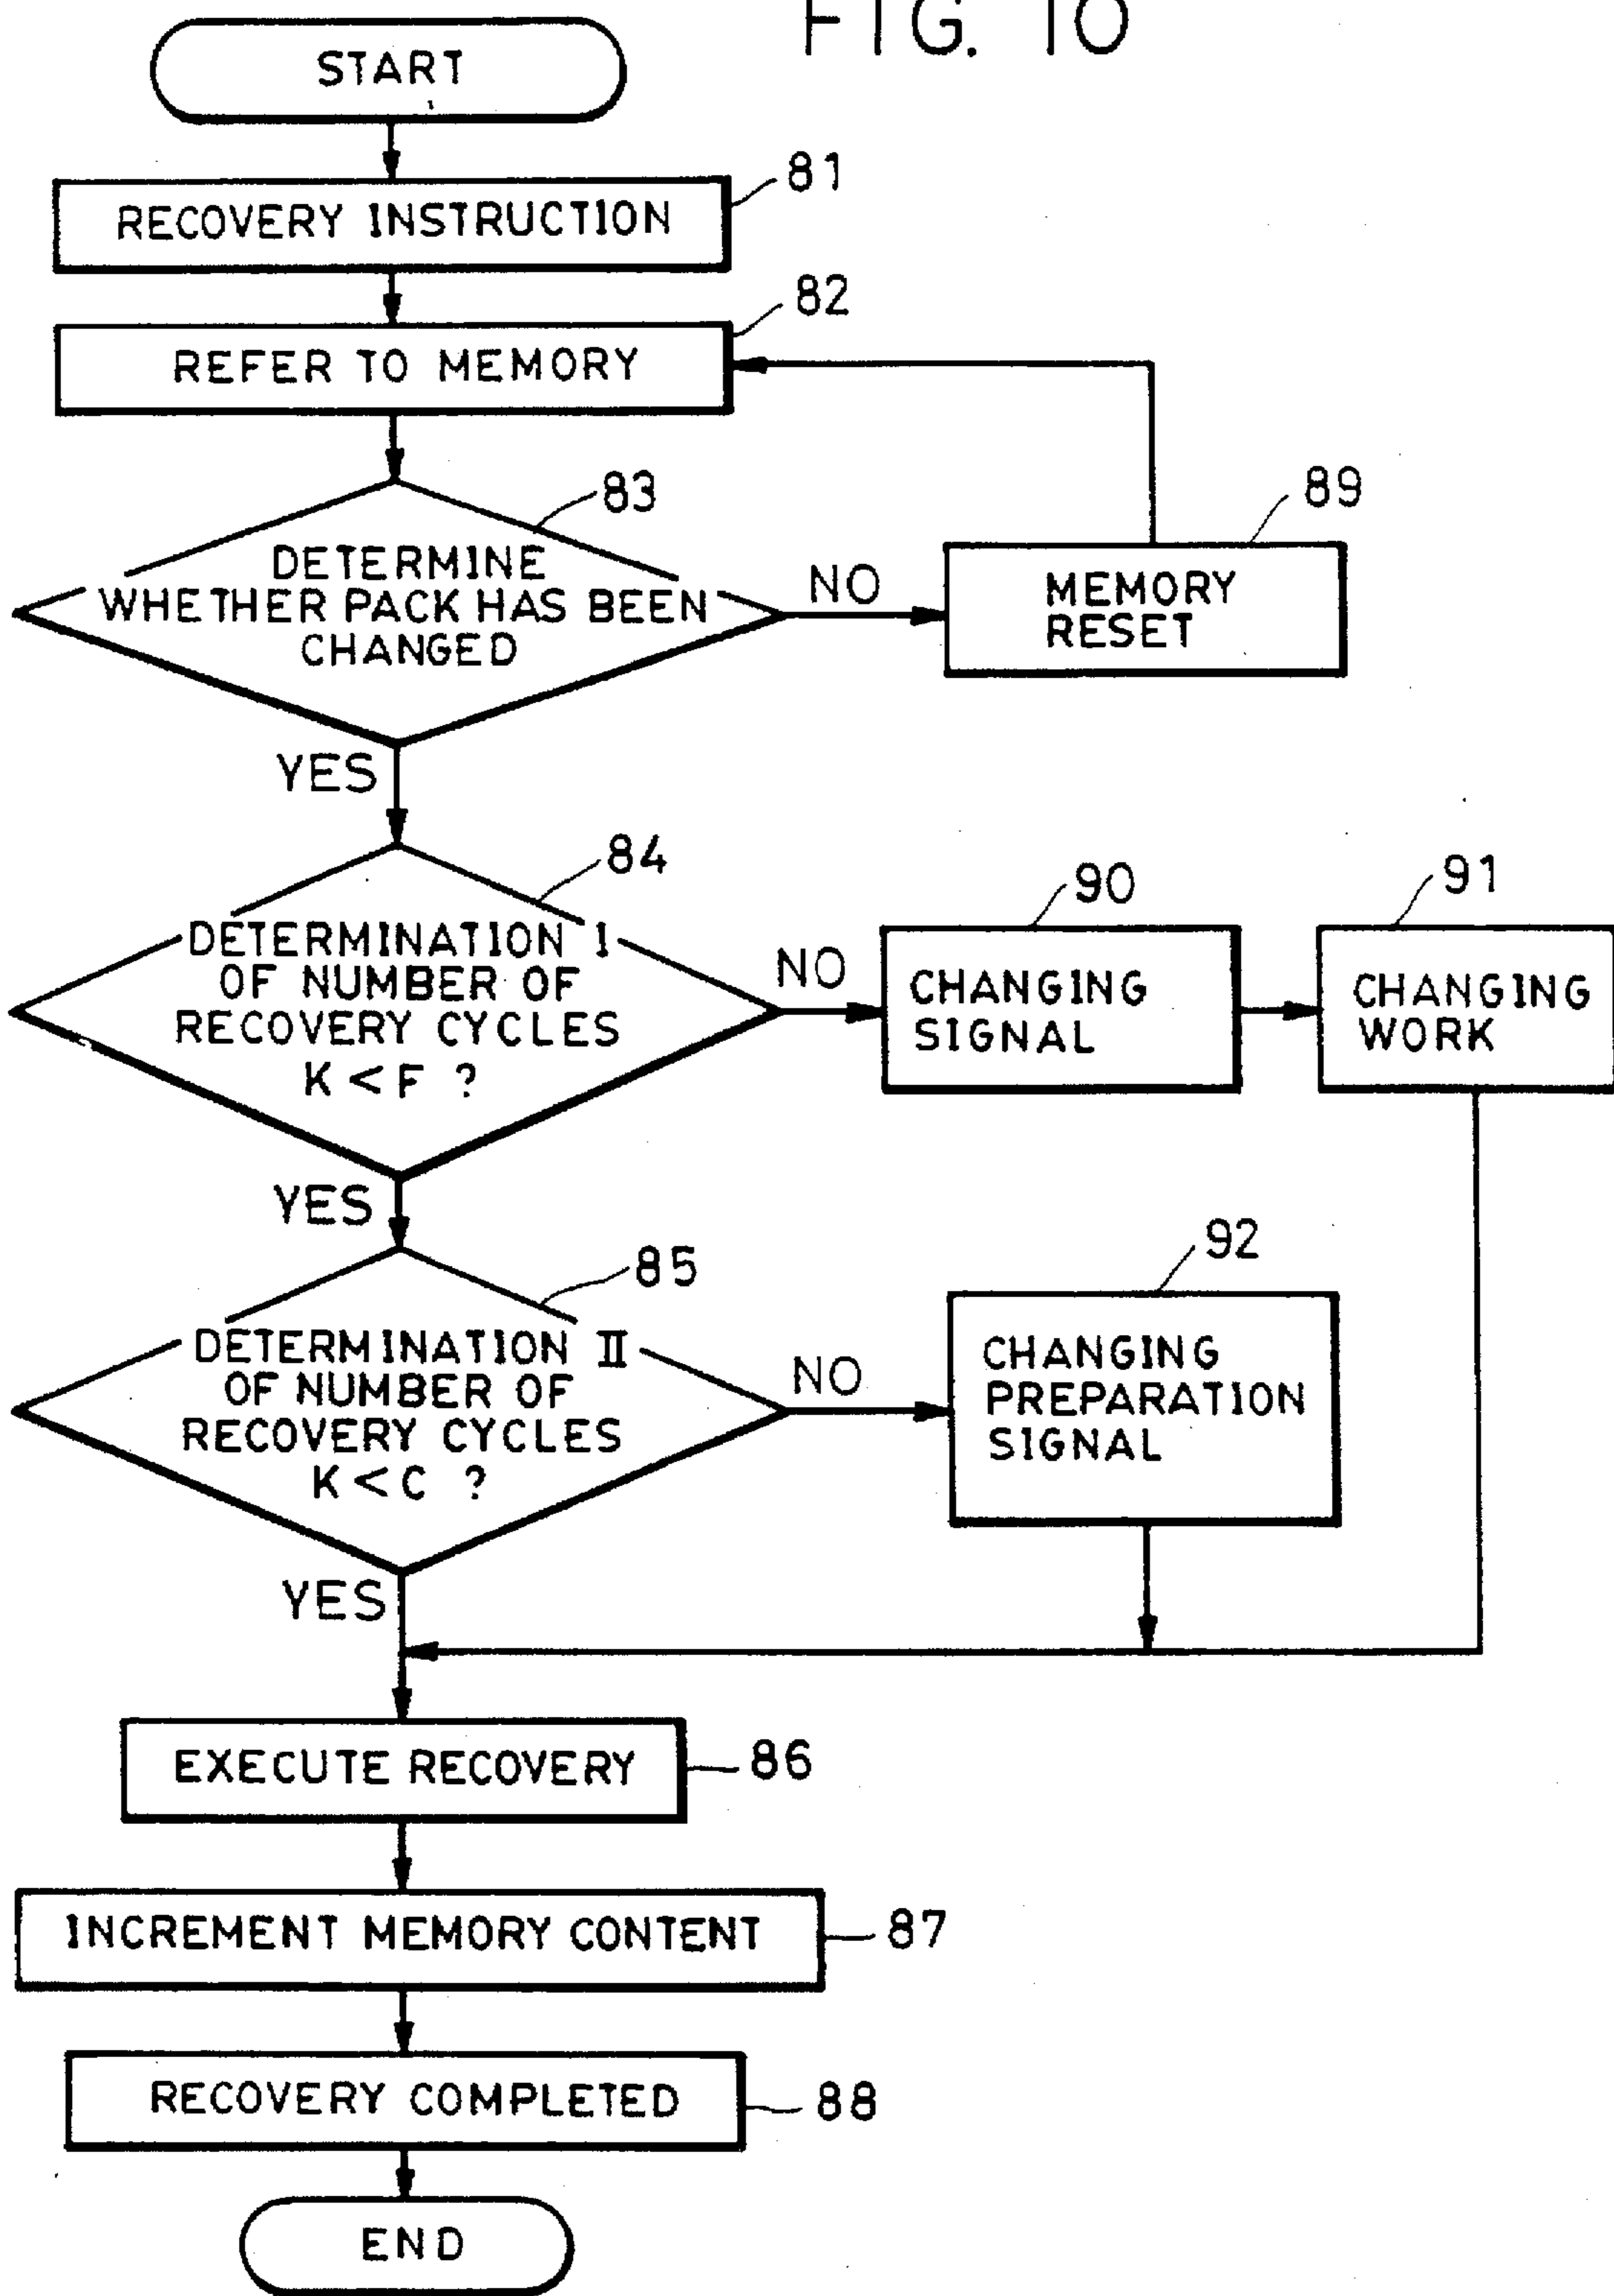 FIG. 10
START
81
RECOVERY INSTRUCTION
82
REFER TO MEMORY
83
DETERMINE
WHETHER PACK HAS BEEN
CHANGED
NO
89
MEMORY
RESET
YES
84
DETERMINATION I
OF NUMBER OF
RECOVERY CYCLES
K < F ?
NO
90
CHANGING
SIGNAL
91
CHANGING
WORK
YES
85
DETERMINATION II
OF NUMBER OF
RECOVERY CYCLES
K < C ?
NO
92
CHANGING
PREPARATION
SIGNAL
YES
EXECUTE RECOVERY
86
INCREMENT MEMORY CONTENT
87
RECOVERY COMPLETED
88
END